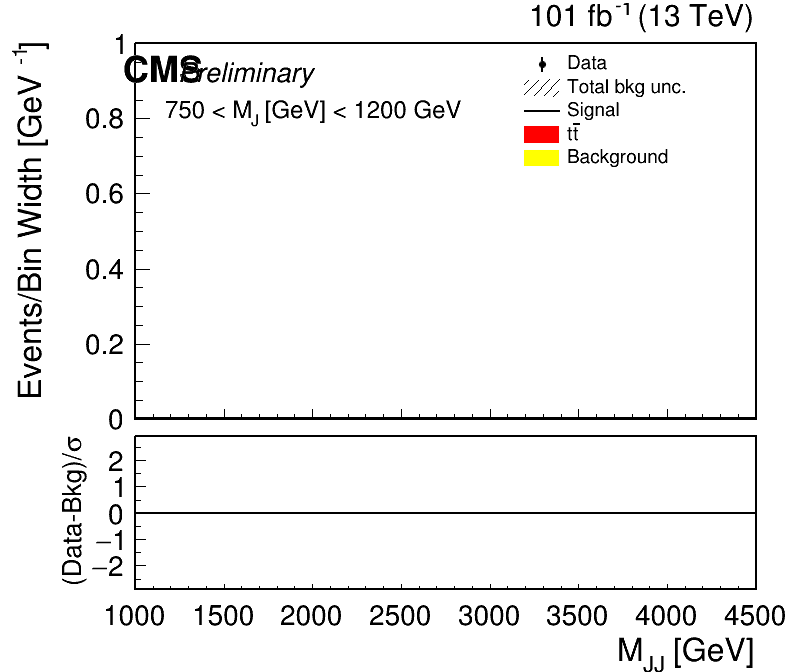 101 fb⁻¹ (13 TeV)
CMS Preliminary
750 < M_J [GeV] < 1200 GeV
Data
Total bkg unc.
Signal
tt̅
Background
Events/Bin Width [GeV⁻¹]
1
0.8
0.6
0.4
0.2
0
(Data-Bkg)/σ
2
1
0
−1
−2
1000 1500 2000 2500 3000 3500 4000 4500
M_JJ [GeV]